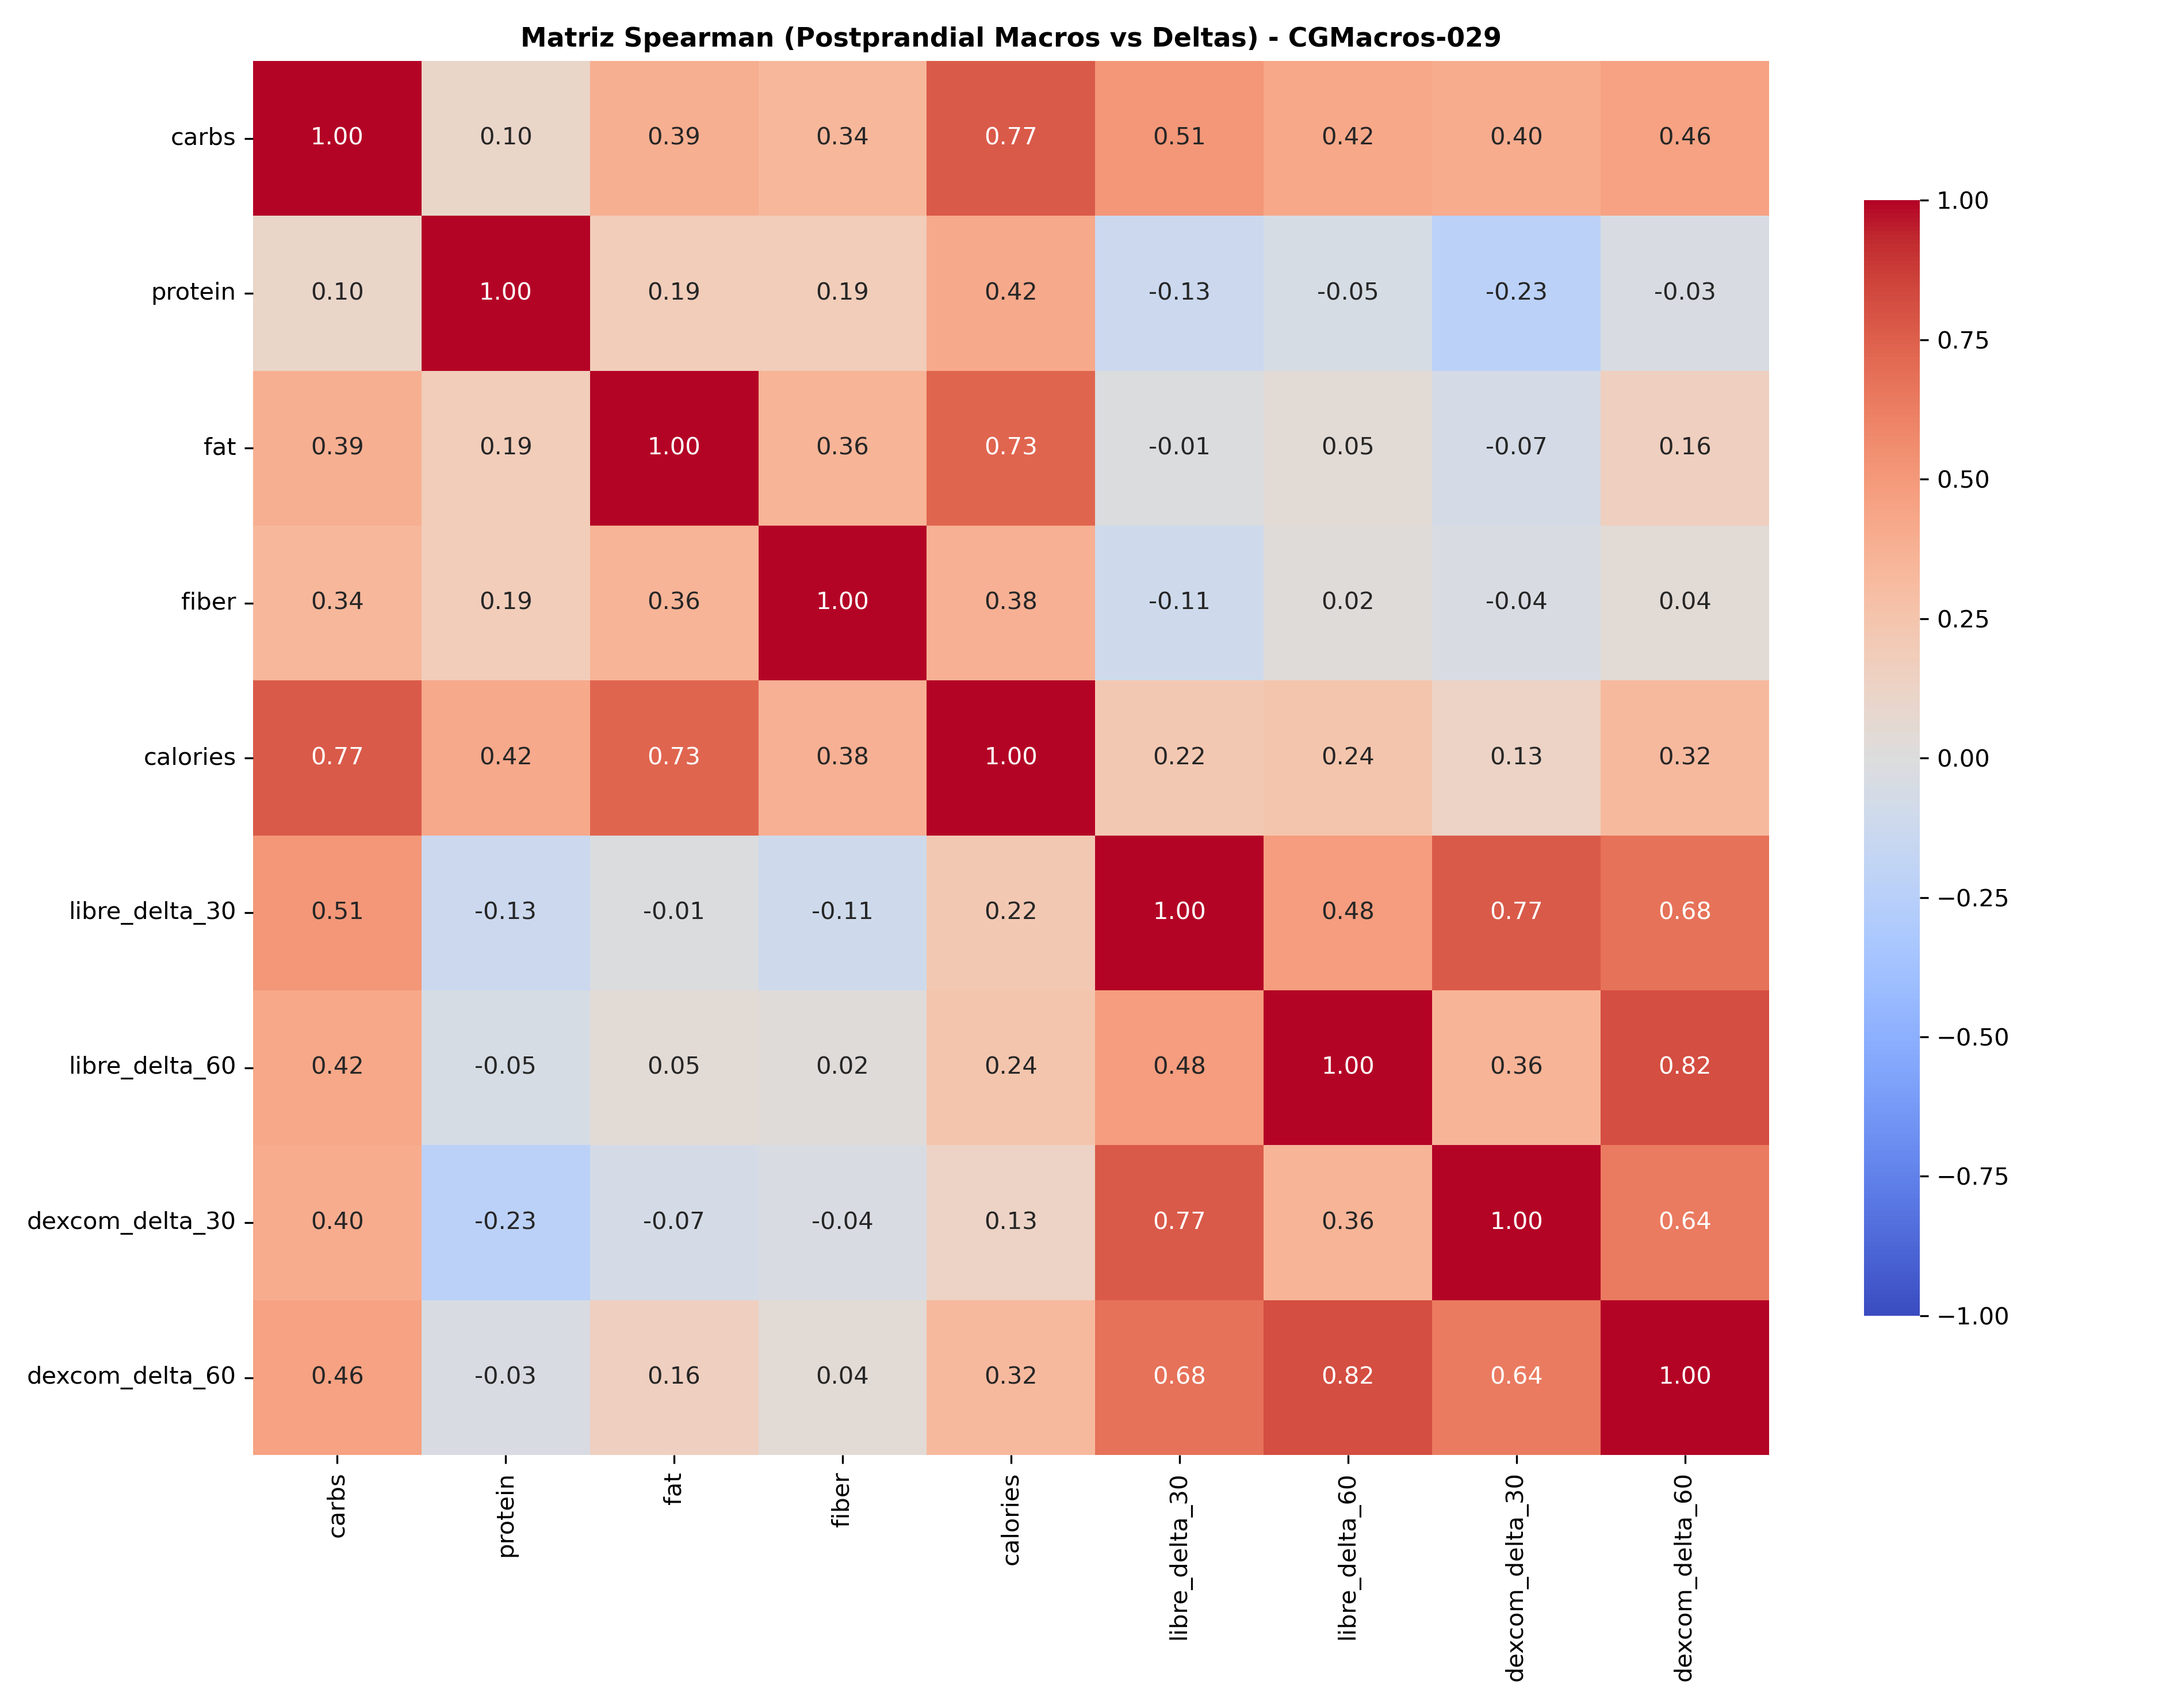 Matriz Spearman (Postprandial Macros vs Deltas) - CGMacros-029
carbs 1.00 0.10 0.39 0.34 0.77 0.51 0.42 0.40 0.46
protein 0.10 1.00 0.19 0.19 0.42 -0.13 -0.05 -0.23 -0.03
fat 0.39 0.19 1.00 0.36 0.73 -0.01 0.05 -0.07 0.16
fiber 0.34 0.19 0.36 1.00 0.38 -0.11 0.02 -0.04 0.04
calories 0.77 0.42 0.73 0.38 1.00 0.22 0.24 0.13 0.32
libre_delta_30 0.51 -0.13 -0.01 -0.11 0.22 1.00 0.48 0.77 0.68
libre_delta_60 0.42 -0.05 0.05 0.02 0.24 0.48 1.00 0.36 0.82
dexcom_delta_30 0.40 -0.23 -0.07 -0.04 0.13 0.77 0.36 1.00 0.64
dexcom_delta_60 0.46 -0.03 0.16 0.04 0.32 0.68 0.82 0.64 1.00
carbs protein fat fiber calories libre_delta_30 libre_delta_60 dexcom_delta_30 dexcom_delta_60
1.00
0.75
0.50
0.25
0.00
−0.25
−0.50
−0.75
−1.00